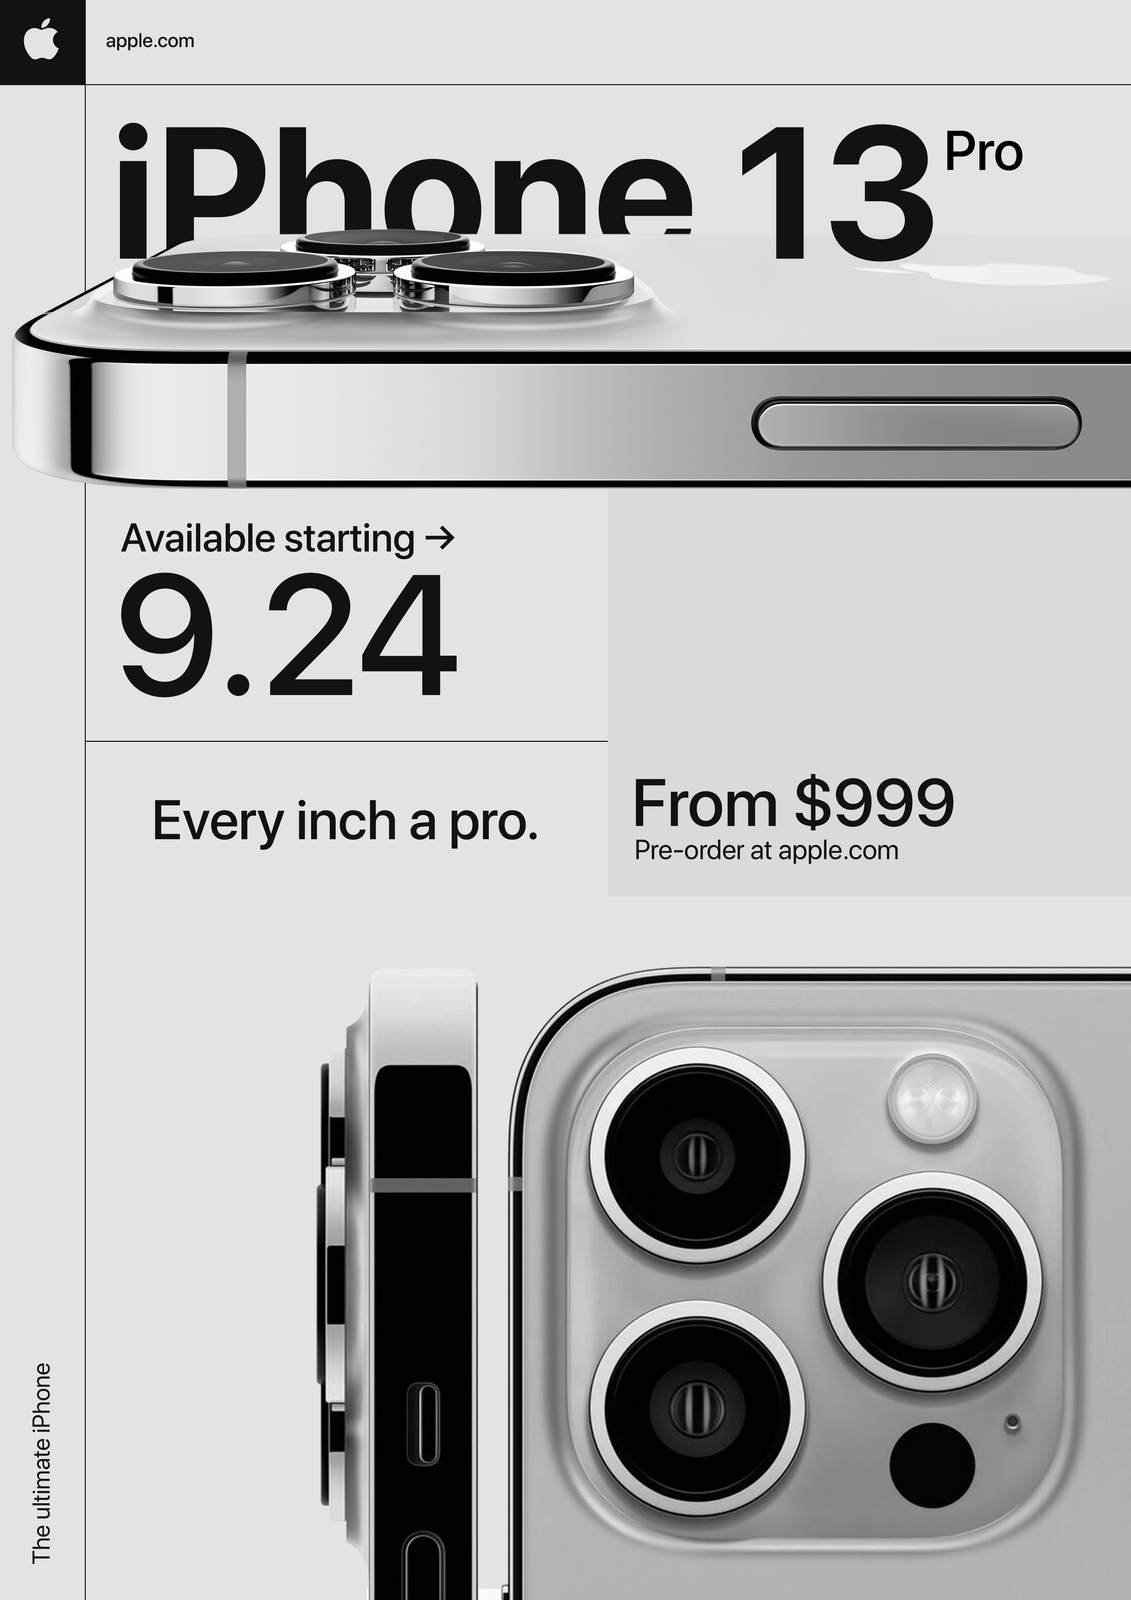 apple.com
iPhone 13 Pro
Available starting →
9.24
Every inch a pro.
From $999
Pre-order at apple.com
The ultimate iPhone